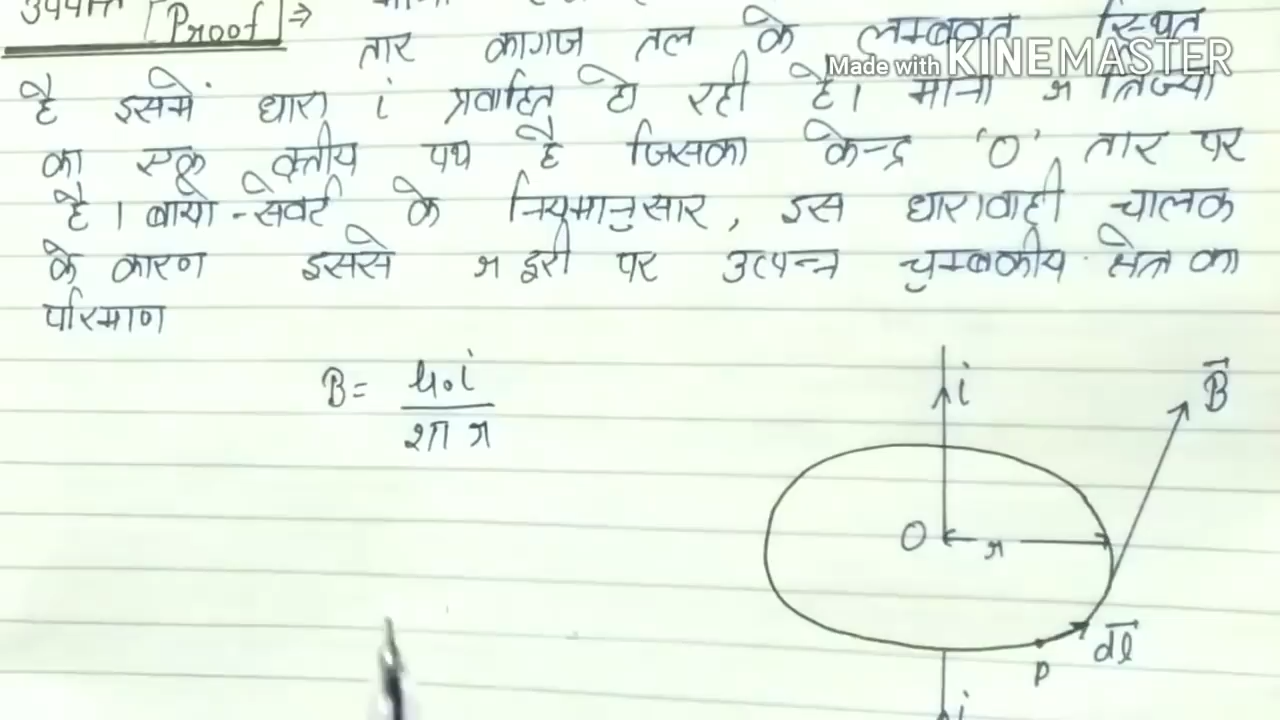 उपपत्ति [Proof] ⇒
तार कागज तल के लम्बवत स्थित
Made with KINEMASTER
है इसमें धारा i प्रवाहित हो रही है। माना r त्रिज्या
का एक वृत्तीय पथ है जिसका केन्द्र 'O' तार पर
है। बायो-सेवर्ट के नियमानुसार, इस धारावाही चालक
के कारण इससे r दूरी पर उत्पन्न चुम्बकीय क्षेत्र का
परिमाण
B = μ₀i / 2π r
i
B⃗
O
r
dl⃗
P
i